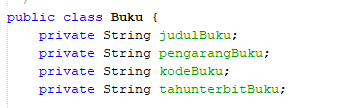 public class Buku {
private String judulBuku;
private String pengarangBuku;
private String kodeBuku;
private String tahunterbitBuku;